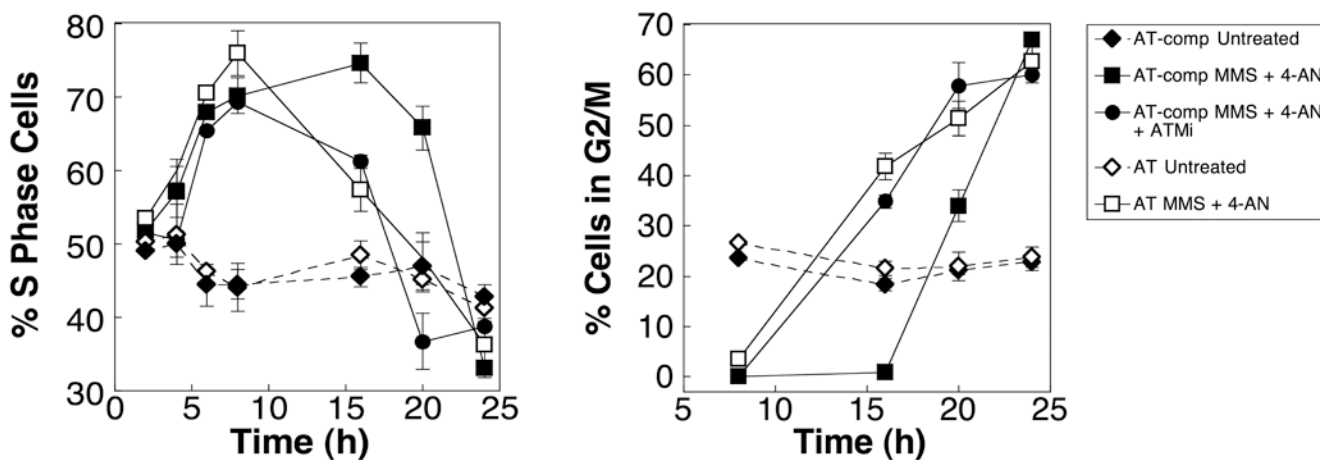 80
70
60
50
40
30
% S Phase Cells
0
5
10
15
20
25
Time (h)
70
60
50
40
30
20
10
0
% Cells in G2/M
5
10
15
20
25
Time (h)
AT-comp Untreated
AT-comp MMS + 4-AN
AT-comp MMS + 4-AN
+ ATMi
AT Untreated
AT MMS + 4-AN